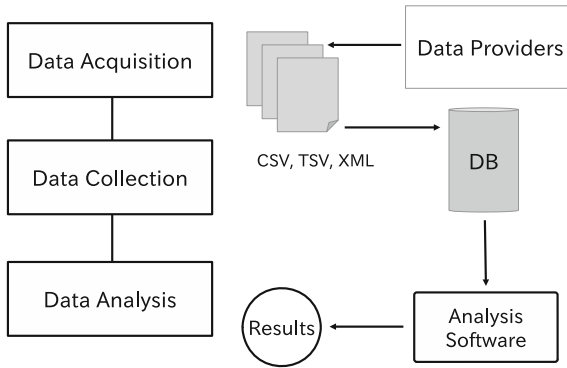 Data Acquisition
Data Providers
CSV, TSV, XML
DB
Data Collection
Data Analysis
Results
Analysis
Software